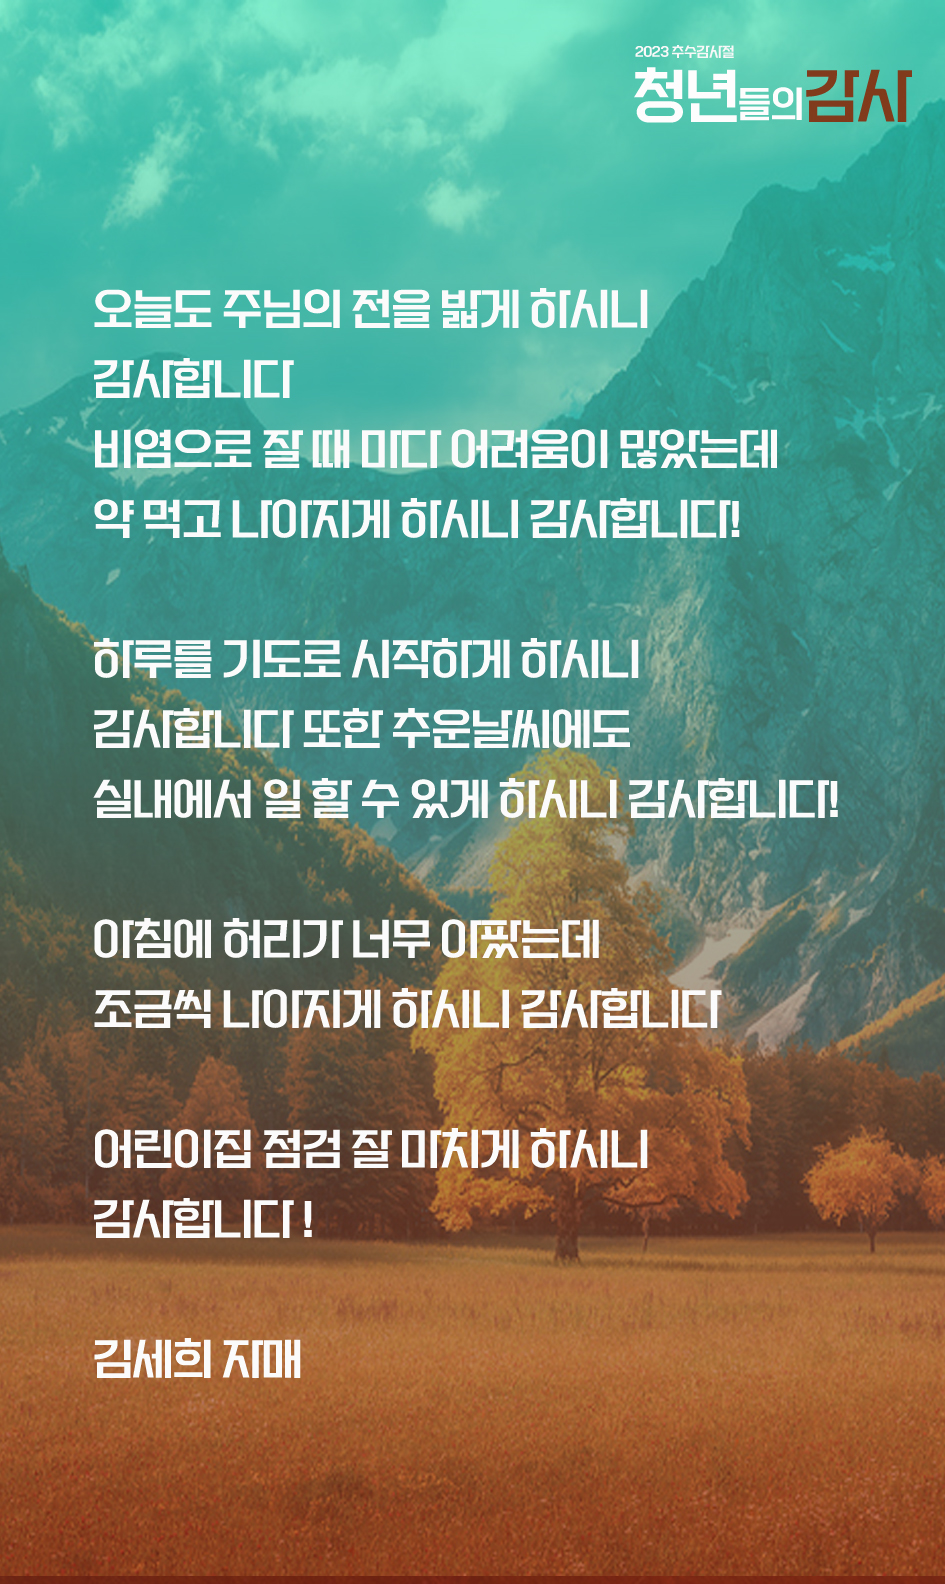 2023 추수감사절
청년들의감사
오늘도 주님의 전을 밟게 하시니
감사합니다
비염으로 잘 때 마다 어려움이 많았는데
약 먹고 나아지게 하시니 감사합니다!
하루를 기도로 시작하게 하시니
감사합니다 또한 추운날씨에도
실내에서 일 할 수 있게 하시니 감사합니다!
아침에 허리가 너무 아팠는데
조금씩 나아지게 하시니 감사합니다
어린이집 점검 잘 마치게 하시니
감사합니다 !
김세희 자매